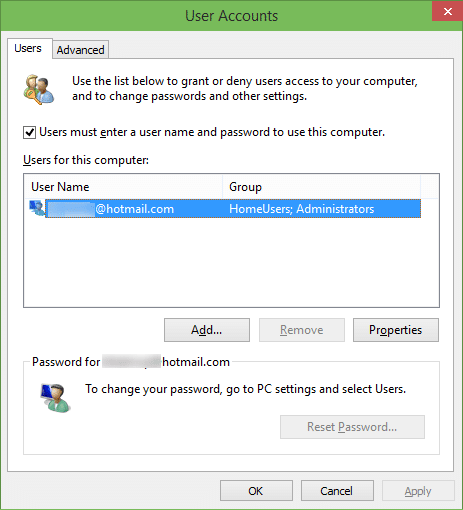 User Accounts
Users
Advanced
Use the list below to grant or deny users access to your computer,
and to change passwords and other settings.
Users must enter a user name and password to use this computer.
Users for this computer:
User Name Group
@hotmail.com HomeUsers; Administrators
Add... Remove Properties
Password for hotmail.com
To change your password, go to PC settings and select Users.
Reset Password...
OK Cancel Apply